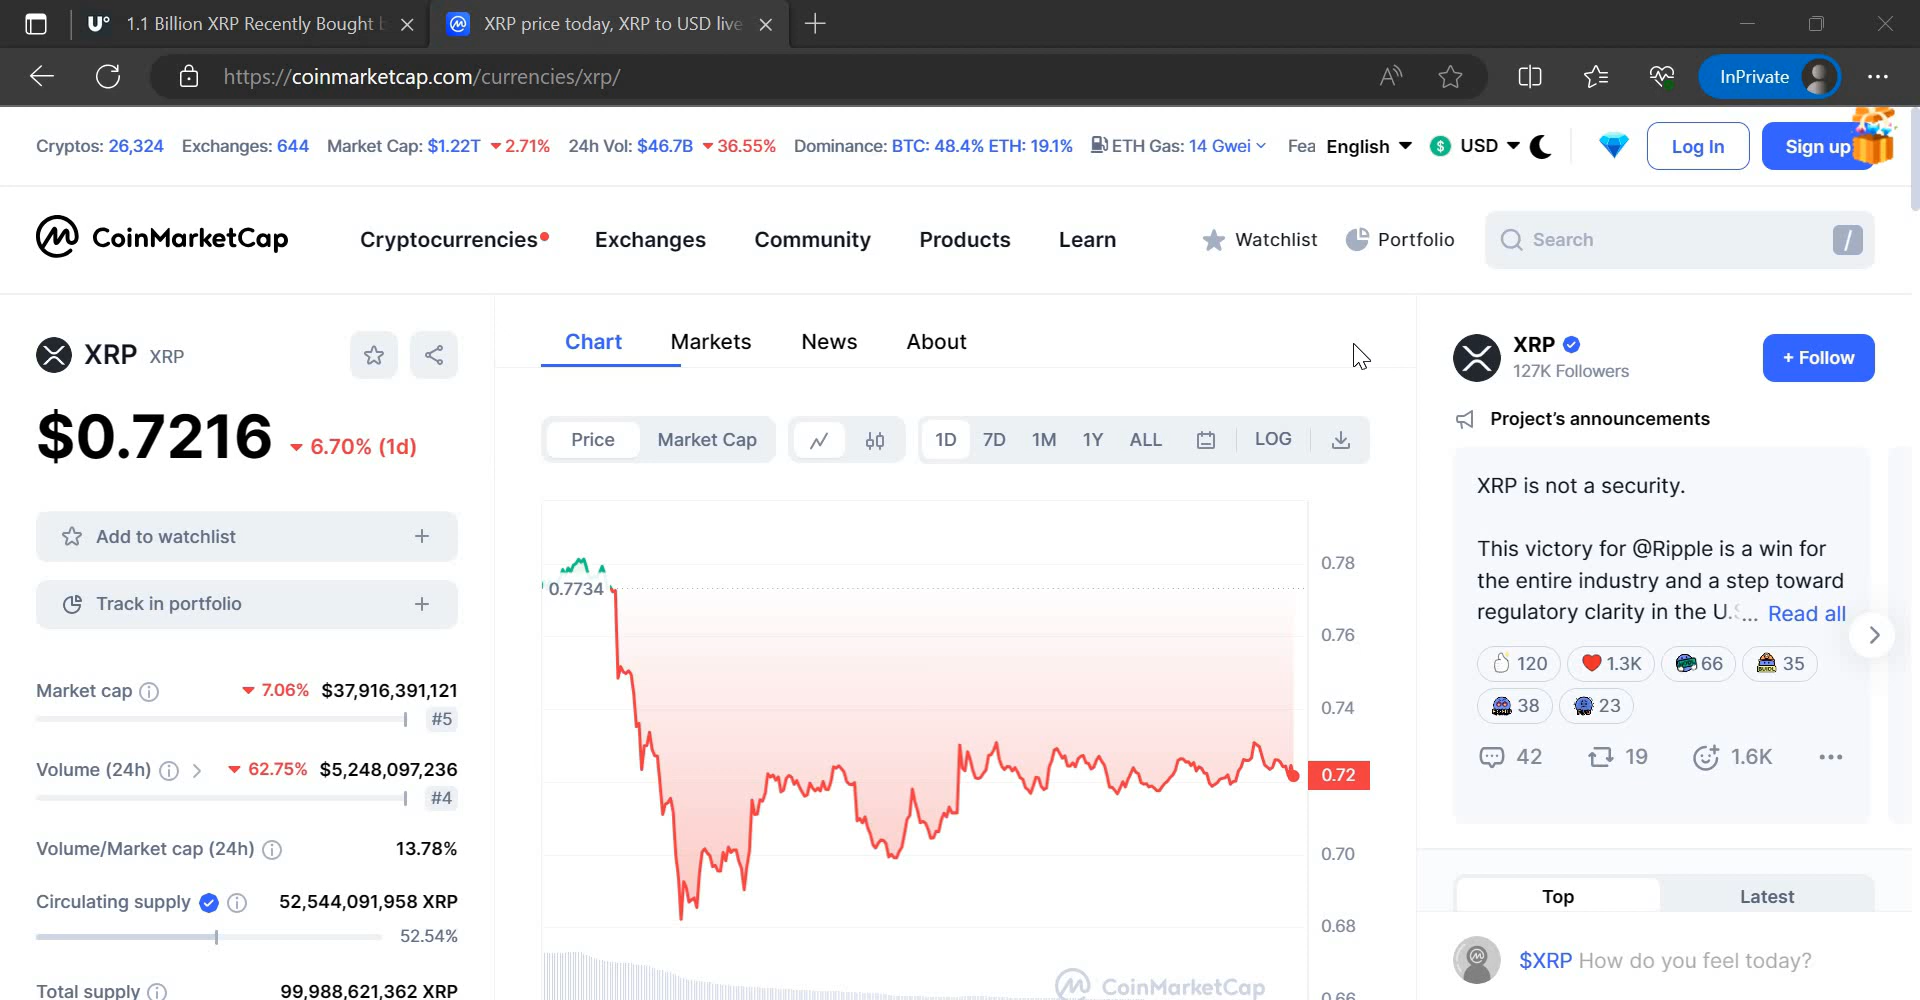 1.1 Billion XRP Recently Bought
XRP price today, XRP to USD live
https://coinmarketcap.com/currencies/xrp/
InPrivate
Cryptos: 26,324 Exchanges: 644 Market Cap: $1.22T 2.71% 24h Vol: $46.7B 36.55% Dominance: BTC: 48.4% ETH: 19.1% ETH Gas: 14 Gwei Fea English $ USD Log In Sign up
CoinMarketCap Cryptocurrencies Exchanges Community Products Learn Watchlist Portfolio Search /
XRP XRP
$0.7216 6.70% (1d)
Add to watchlist +
Track in portfolio +
Market cap 7.06% $37,916,391,121
#5
Volume (24h) 62.75% $5,248,097,236
#4
Volume/Market cap (24h) 13.78%
Circulating supply 52,544,091,958 XRP
52.54%
Total supply 99,988,621,362 XRP
Chart Markets News About
Price Market Cap 1D 7D 1M 1Y ALL LOG
0.7734
0.78
0.76
0.74
0.72
0.70
0.68
0.66
CoinMarketCap
XRP
127K Followers
+ Follow
Project's announcements
XRP is not a security.
This victory for @Ripple is a win for
the entire industry and a step toward
regulatory clarity in the U.S... Read all
120 1.3K 66 35
38 23
42 19 1.6K
Top Latest
$XRP How do you feel today?